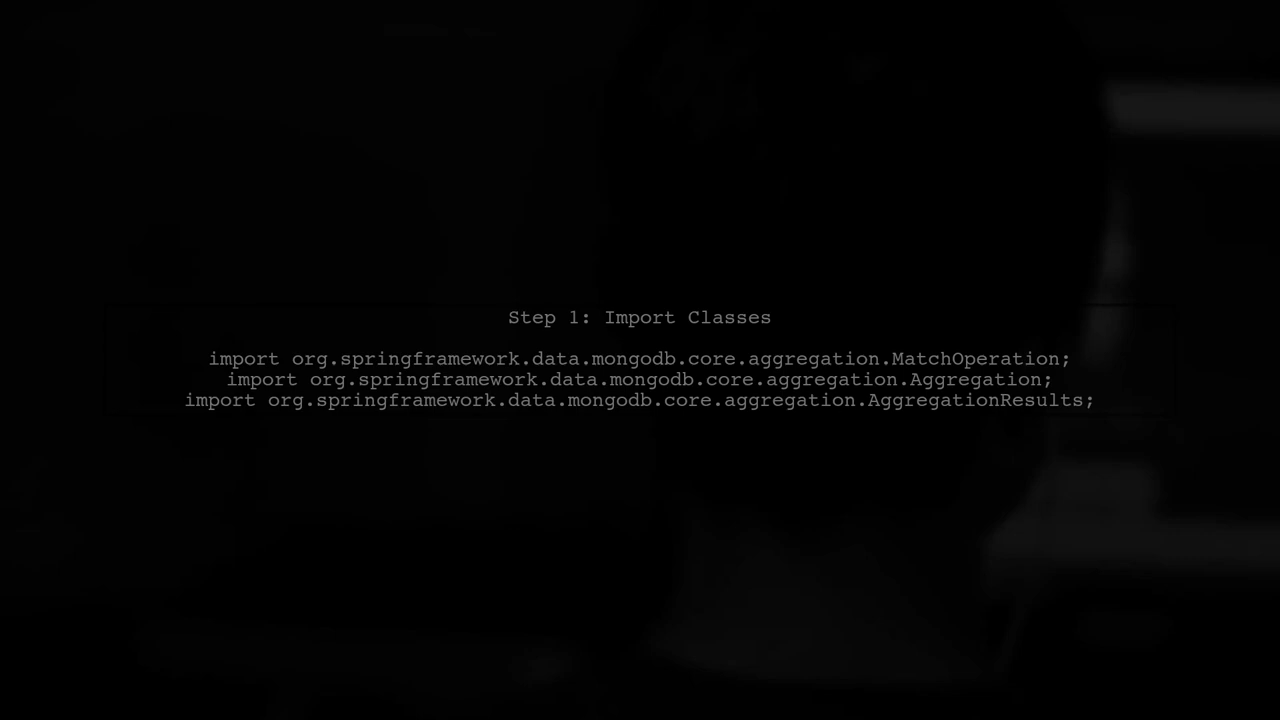 Step 1: Import Classes
import org.springframework.data.mongodb.core.aggregation.MatchOperation;
import org.springframework.data.mongodb.core.aggregation.Aggregation;
import org.springframework.data.mongodb.core.aggregation.AggregationResults;